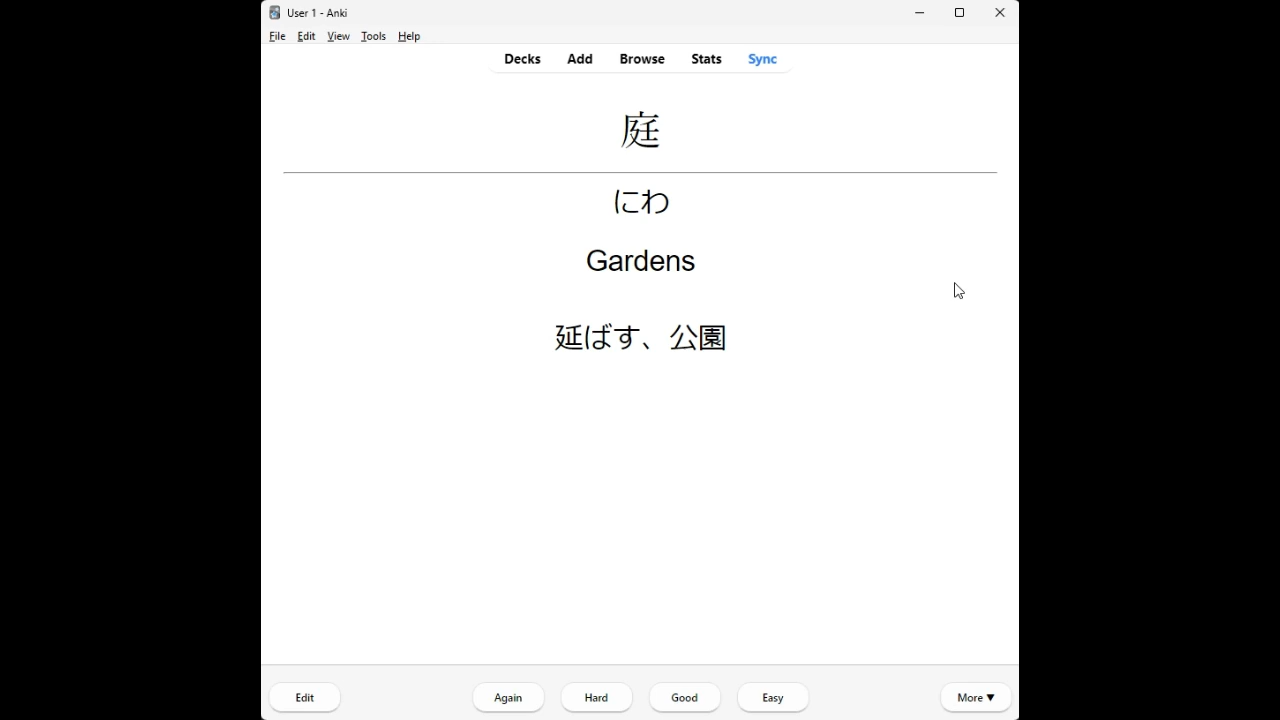 User 1 - Anki
File Edit View Tools Help
Decks Add Browse Stats Sync
庭
にわ
Gardens
延ばす、公園
Edit Again Hard Good Easy More ▼